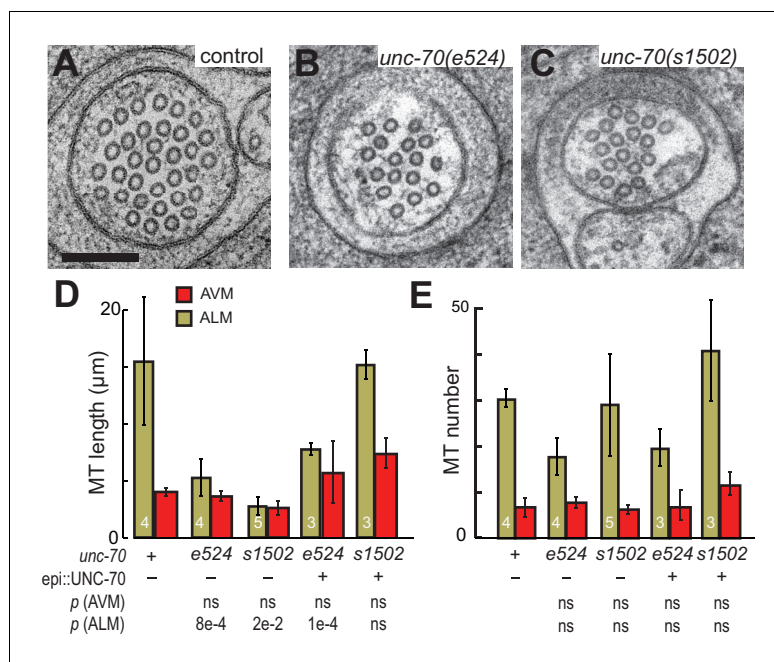 A control
B unc-70(e524)
C unc-70(s1502)
D
AVM
ALM
20
0
MT length (µm)
4 4 5 3 3
unc-70 + e524 s1502 e524 s1502
epi::UNC-70 – – – + +
p (AVM) ns ns ns ns
p (ALM) 8e-4 2e-2 1e-4 ns
E
50
0
MT number
4 4 5 3 3
+ e524 s1502 e524 s1502
– – – + +
ns ns ns ns
ns ns ns ns